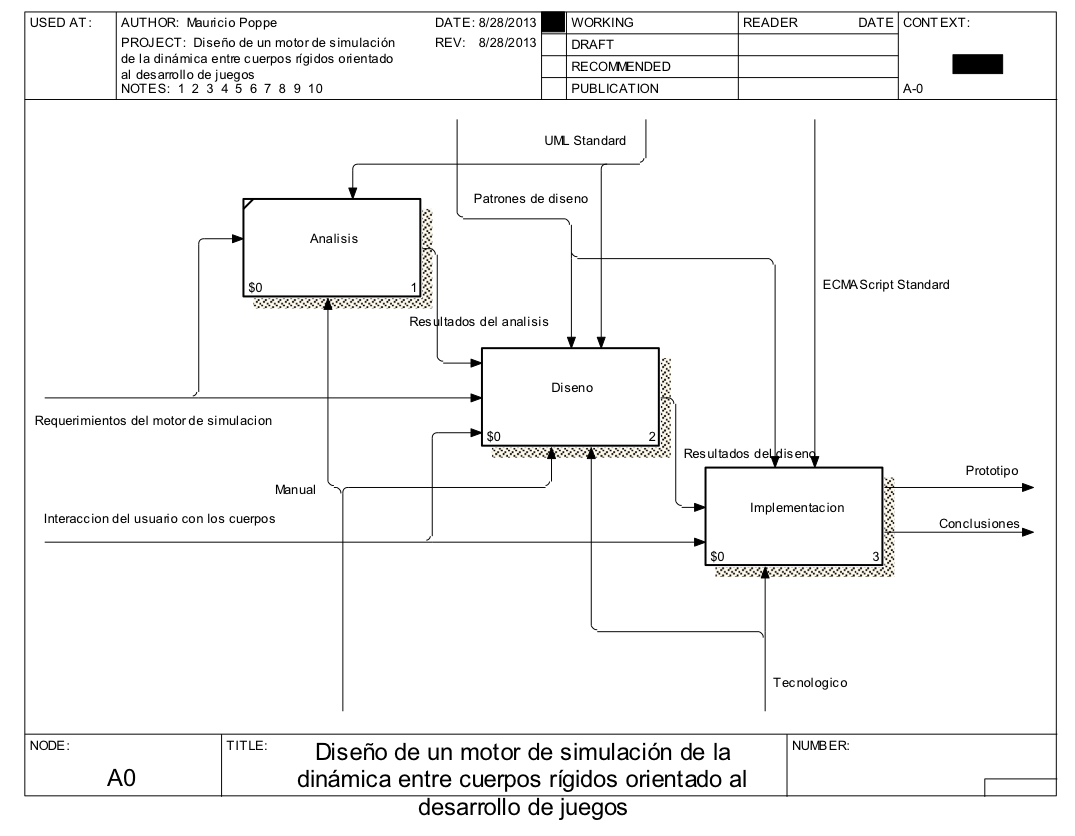 USED AT:
AUTHOR: Mauricio Poppe
DATE: 8/28/2013
WORKING
READER
DATE
CONTEXT:
PROJECT: Diseño de un motor de simulación
REV: 8/28/2013
DRAFT
de la dinámica entre cuerpos rígidos orientado
al desarrollo de juegos
RECOMMENDED
NOTES: 1 2 3 4 5 6 7 8 9 10
PUBLICATION
A-0
UML Standard
Patrones de diseno
Analisis
ECMAScript Standard
$0
1
Resultados del analisis
Diseno
Requerimientos del motor de simulacion
$0
2
Resultados del diseno
Prototipo
Manual
Implementacion
Interaccion del usuario con los cuerpos
Conclusiones
$0
3
Tecnologico
NODE:
TITLE:
NUMBER:
A0
Diseño de un motor de simulación de la
dinámica entre cuerpos rígidos orientado al
desarrollo de juegos